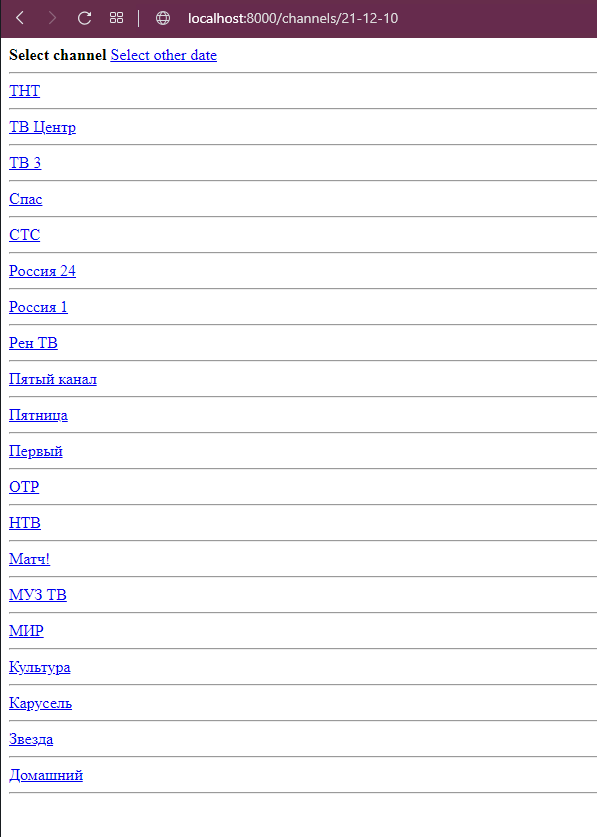 localhost:8000/channels/21-12-10
Select channel Select other date
ТНТ
ТВ Центр
ТВ 3
Спас
СТС
Россия 24
Россия 1
Рен ТВ
Пятый канал
Пятница
Первый
ОТР
НТВ
Матч!
МУЗ ТВ
МИР
Культура
Карусель
Звезда
Домашний